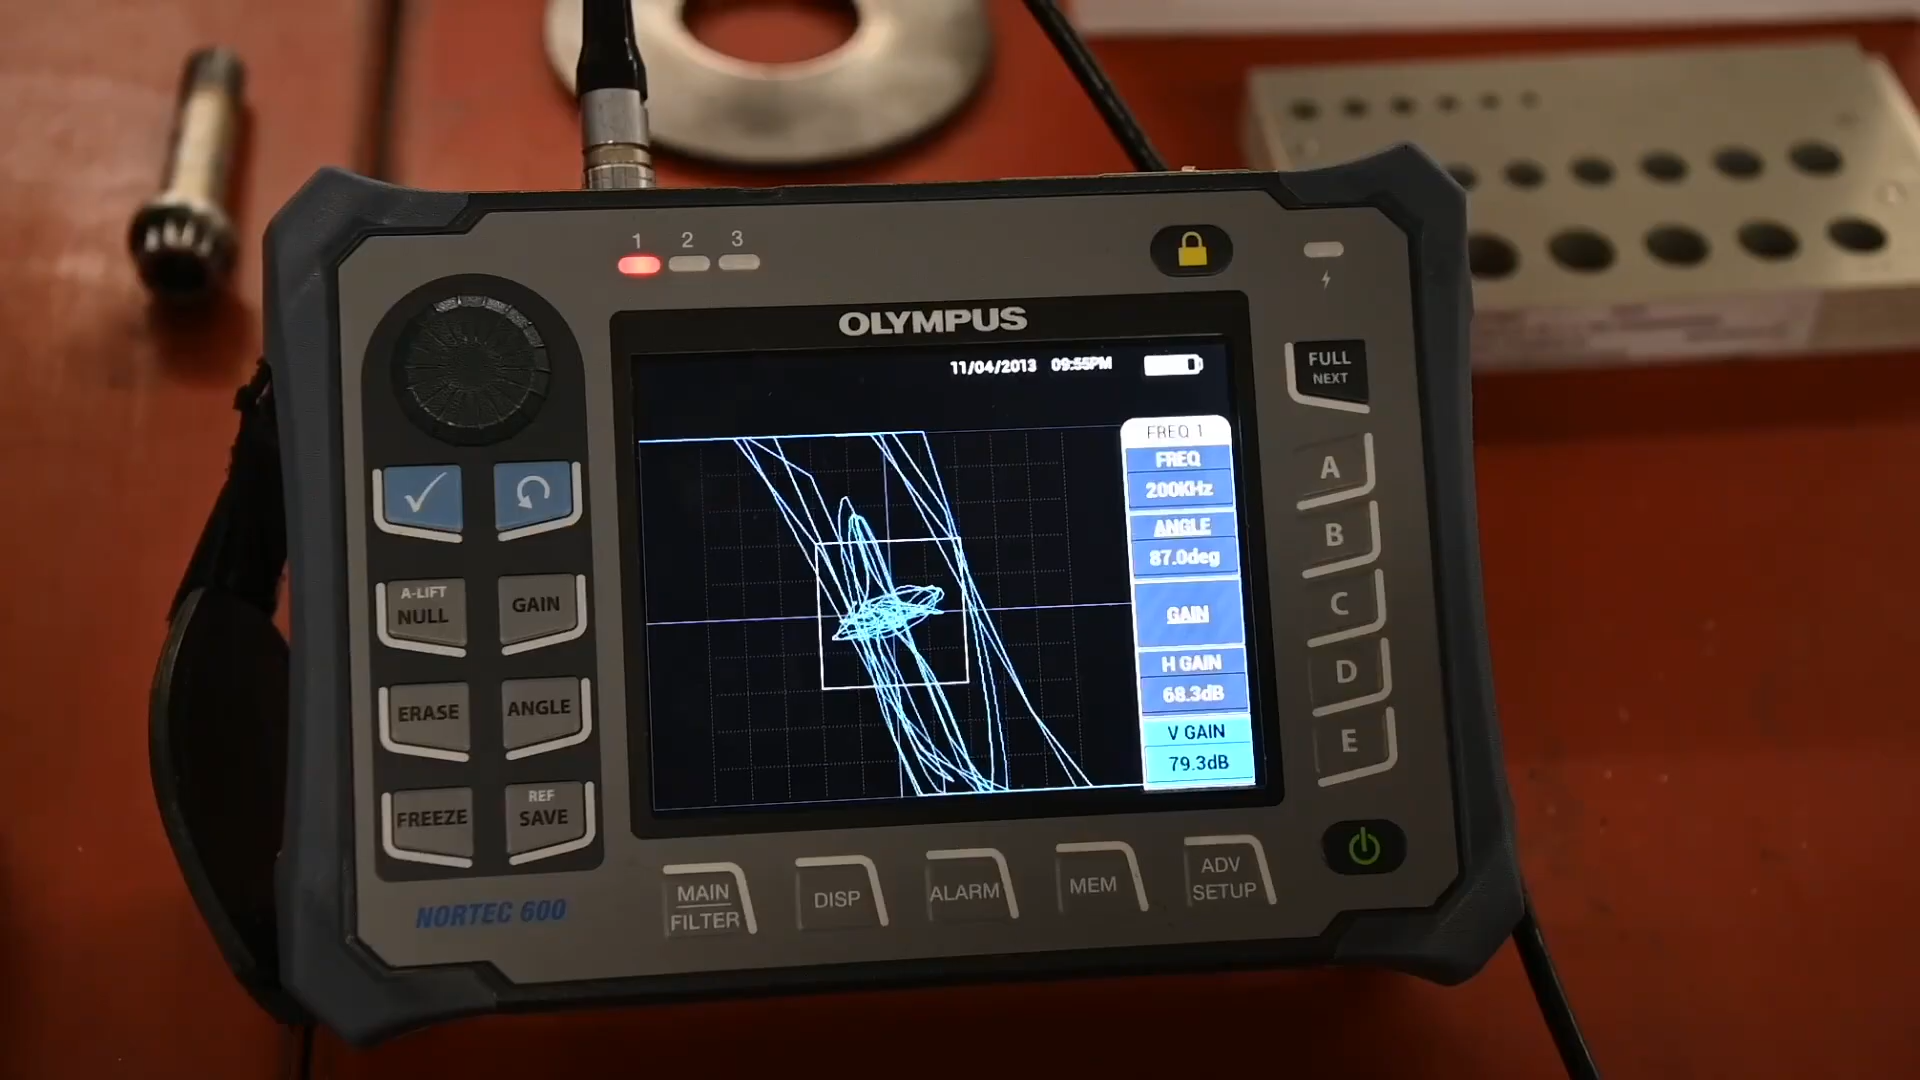 1 2 3
OLYMPUS
11/04/2013 09:55PM
FREQ 1
FREQ
200KHz
ANGLE
87.0deg
GAIN
H GAIN
68.3dB
V GAIN
79.3dB
FULL
NEXT
A
B
C
D
E
A-LIFT
NULL
GAIN
ERASE
ANGLE
FREEZE
REF
SAVE
NORTEC 600
MAIN
FILTER
DISP
ALARM
MEM
ADV
SETUP